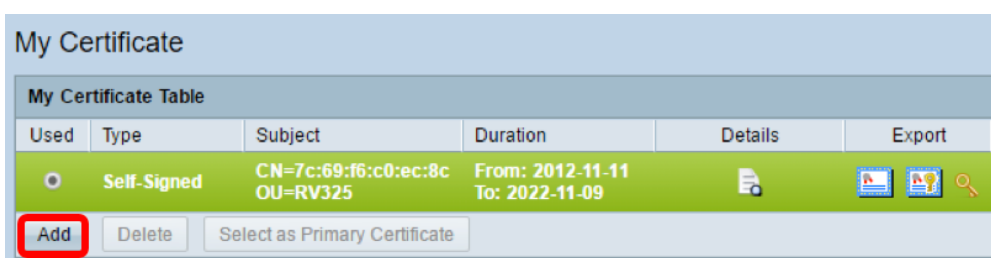 My Certificate
My Certificate Table
Used Type Subject Duration Details Export
Self-Signed CN=7c:69:f6:c0:ec:8c From: 2012-11-11
OU=RV325 To: 2022-11-09
Add Delete Select as Primary Certificate